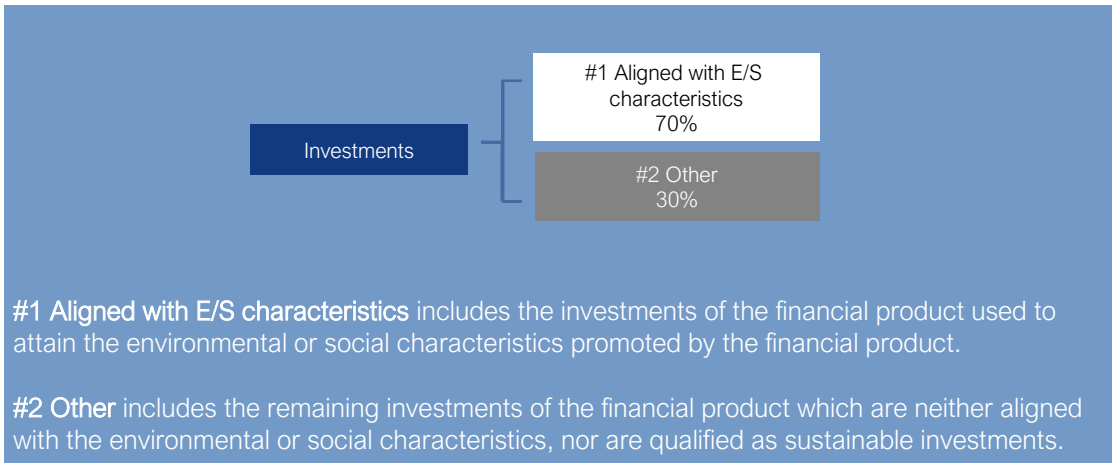 #1 Aligned with E/S
characteristics
70%
Investments
#2 Other
30%
#1 Aligned with E/S characteristics includes the investments of the financial product used to
attain the environmental or social characteristics promoted by the financial product.
#2 Other includes the remaining investments of the financial product which are neither aligned
with the environmental or social characteristics, nor are qualified as sustainable investments.